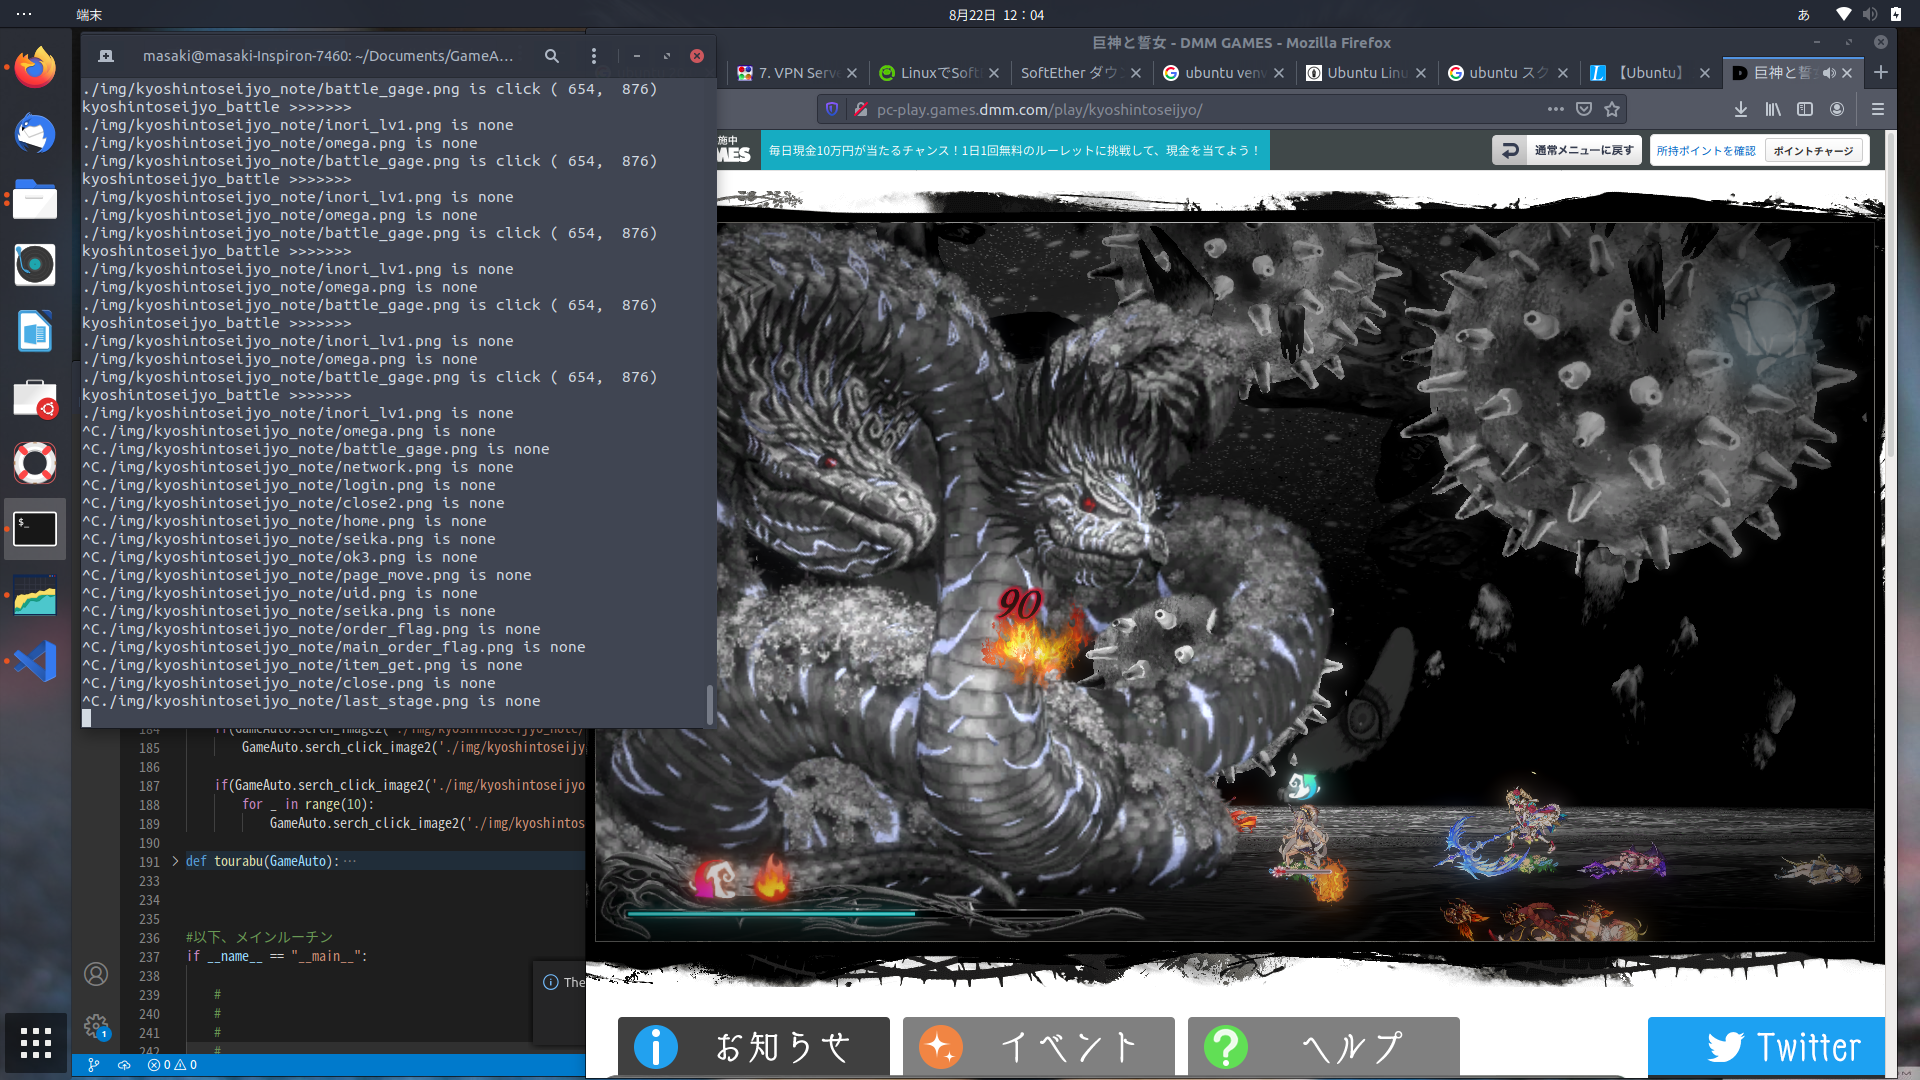 端末
8月22日 12：04
あ
masaki@masaki-Inspiron-7460: ~/Documents/GameA...
./img/kyoshintoseijyo_note/battle_gage.png is click ( 654,  876)
kyoshintoseijyo_battle >>>>>>>
./img/kyoshintoseijyo_note/inori_lv1.png is none
./img/kyoshintoseijyo_note/omega.png is none
./img/kyoshintoseijyo_note/battle_gage.png is click ( 654,  876)
kyoshintoseijyo_battle >>>>>>>
./img/kyoshintoseijyo_note/inori_lv1.png is none
./img/kyoshintoseijyo_note/omega.png is none
./img/kyoshintoseijyo_note/battle_gage.png is click ( 654,  876)
kyoshintoseijyo_battle >>>>>>>
./img/kyoshintoseijyo_note/inori_lv1.png is none
./img/kyoshintoseijyo_note/omega.png is none
./img/kyoshintoseijyo_note/battle_gage.png is click ( 654,  876)
kyoshintoseijyo_battle >>>>>>>
./img/kyoshintoseijyo_note/inori_lv1.png is none
./img/kyoshintoseijyo_note/omega.png is none
./img/kyoshintoseijyo_note/battle_gage.png is click ( 654,  876)
kyoshintoseijyo_battle >>>>>>>
./img/kyoshintoseijyo_note/inori_lv1.png is none
^C./img/kyoshintoseijyo_note/omega.png is none
^C./img/kyoshintoseijyo_note/battle_gage.png is none
^C./img/kyoshintoseijyo_note/network.png is none
^C./img/kyoshintoseijyo_note/login.png is none
^C./img/kyoshintoseijyo_note/close2.png is none
^C./img/kyoshintoseijyo_note/home.png is none
^C./img/kyoshintoseijyo_note/seika.png is none
^C./img/kyoshintoseijyo_note/ok3.png is none
^C./img/kyoshintoseijyo_note/page_move.png is none
^C./img/kyoshintoseijyo_note/uid.png is none
^C./img/kyoshintoseijyo_note/seika.png is none
^C./img/kyoshintoseijyo_note/order_flag.png is none
^C./img/kyoshintoseijyo_note/main_order_flag.png is none
^C./img/kyoshintoseijyo_note/item_get.png is none
^C./img/kyoshintoseijyo_note/close.png is none
^C./img/kyoshintoseijyo_note/last_stage.png is none
184 if(GameAuto.serch_click_image2('./img/kyoshintoseijyo_note/
185 GameAuto.serch_click_image2('./img/kyoshintoseijy
186
187 if(GameAuto.serch_click_image2('./img/kyoshintoseijyo
188 for _ in range(10):
189 GameAuto.serch_click_image2('./img/kyoshintos
190
191 def tourabu(GameAuto):…
233
234
235
236 #以下、メインルーチン
237 if __name__ == "__main__":
238
239 #
240 #
241 #
242 #
The
1
0 0
巨神と誓女 - DMM GAMES - Mozilla Firefox
7. VPN Serv
LinuxでSoft
SoftEther ダウ
ubuntu venv
Ubuntu Linu
ubuntu スク
【Ubuntu】
巨神と誓
pc-play.games.dmm.com/play/kyoshintoseijyo/
施中
MES
毎日現金10万円が当たるチャンス！1日1回無料のルーレットに挑戦して、現金を当てよう！
通常メニューに戻す
所持ポイントを確認
ポイントチャージ
90
お知らせ
イベント
ヘルプ
Twitter